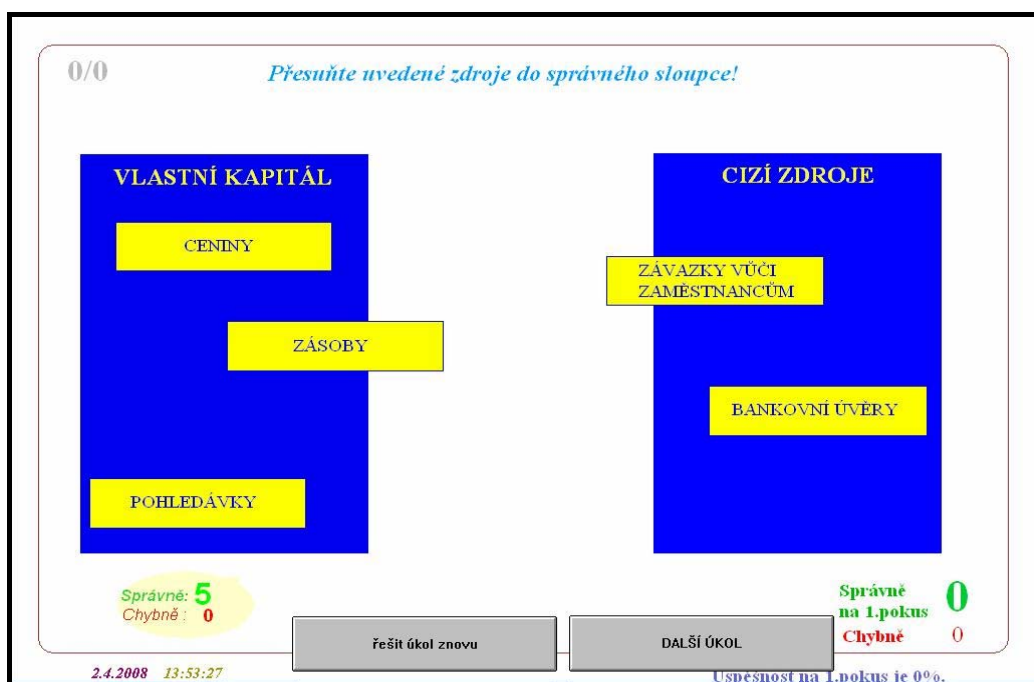 0/0
Přesuňte uvedené zdroje do správného sloupce!
VLASTNÍ KAPITÁL
CIZÍ ZDROJE
CENINY
ZÁVAZKY VŮČI
ZAMĚSTNANCŮM
ZÁSOBY
BANKOVNÍ ÚVĚRY
POHLEDÁVKY
Správné: 5
Chybně : 0
Správně
na 1.pokus 0
Chybně 0
řešit úkol znovu
DALŠÍ ÚKOL
2.4.2008 13:53:27
Úspěšnost na 1.pokus je 0%.